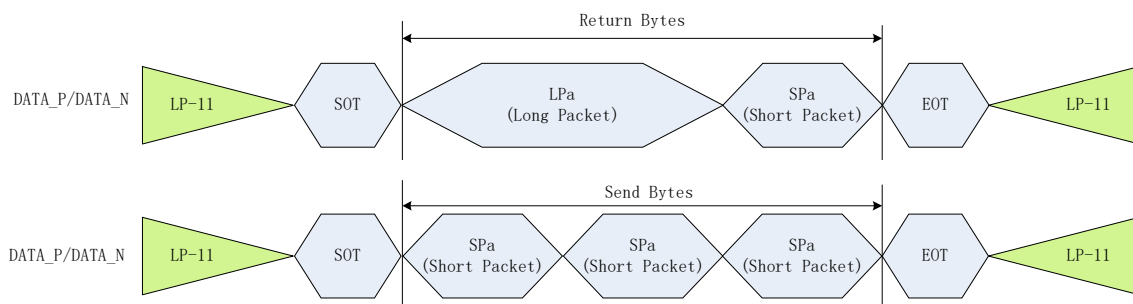 Return Bytes
DATA_P/DATA_N
LP-11
SOT
LPa
(Long Packet)
SPa
(Short Packet)
EOT
LP-11
Send Bytes
DATA_P/DATA_N
LP-11
SOT
SPa
(Short Packet)
SPa
(Short Packet)
SPa
(Short Packet)
EOT
LP-11